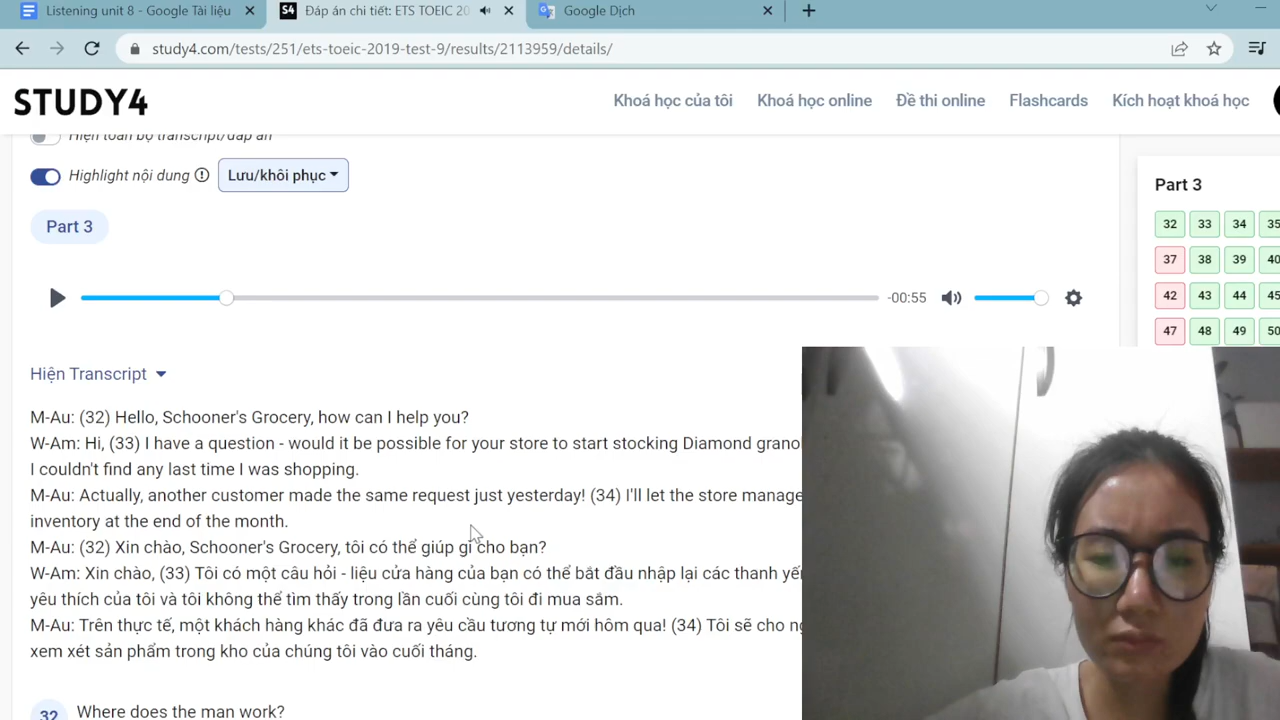 Listening unit 8 - Google Tài liệu
S4 Đáp án chi tiết: ETS TOEIC 20
Google Dịch
study4.com/tests/251/ets-toeic-2019-test-9/results/2113959/details/
STUDY4
Khoá học của tôi Khoá học online Đề thi online Flashcards Kích hoạt khoá học
Hiện toàn bộ transcript/đáp án
Highlight nội dung Lưu/khôi phục
Part 3
-00:55
Hiện Transcript
M-Au: (32) Hello, Schooner's Grocery, how can I help you?
W-Am: Hi, (33) I have a question - would it be possible for your store to start stocking Diamond
I couldn't find any last time I was shopping.
M-Au: Actually, another customer made the same request just yesterday! (34) I'll let the store
inventory at the end of the month.
M-Au: (32) Xin chào, Schooner's Grocery, tôi có thể giúp gì cho bạn?
W-Am: Xin chào, (33) Tôi có một câu hỏi - liệu cửa hàng của bạn có thể bắt đầu nhập lại các thanh
yêu thích của tôi và tôi không thể tìm thấy trong lần cuối cùng tôi đi mua sắm.
M-Au: Trên thực tế, một khách hàng khác đã đưa ra yêu cầu tương tự mới hôm qua! (34) Tôi sẽ cho
xem xét sản phẩm trong kho của chúng tôi vào cuối tháng.
32 Where does the man work?
Part 3
32 33 34 35
37 38 39 40
42 43 44 45
47 48 49 50